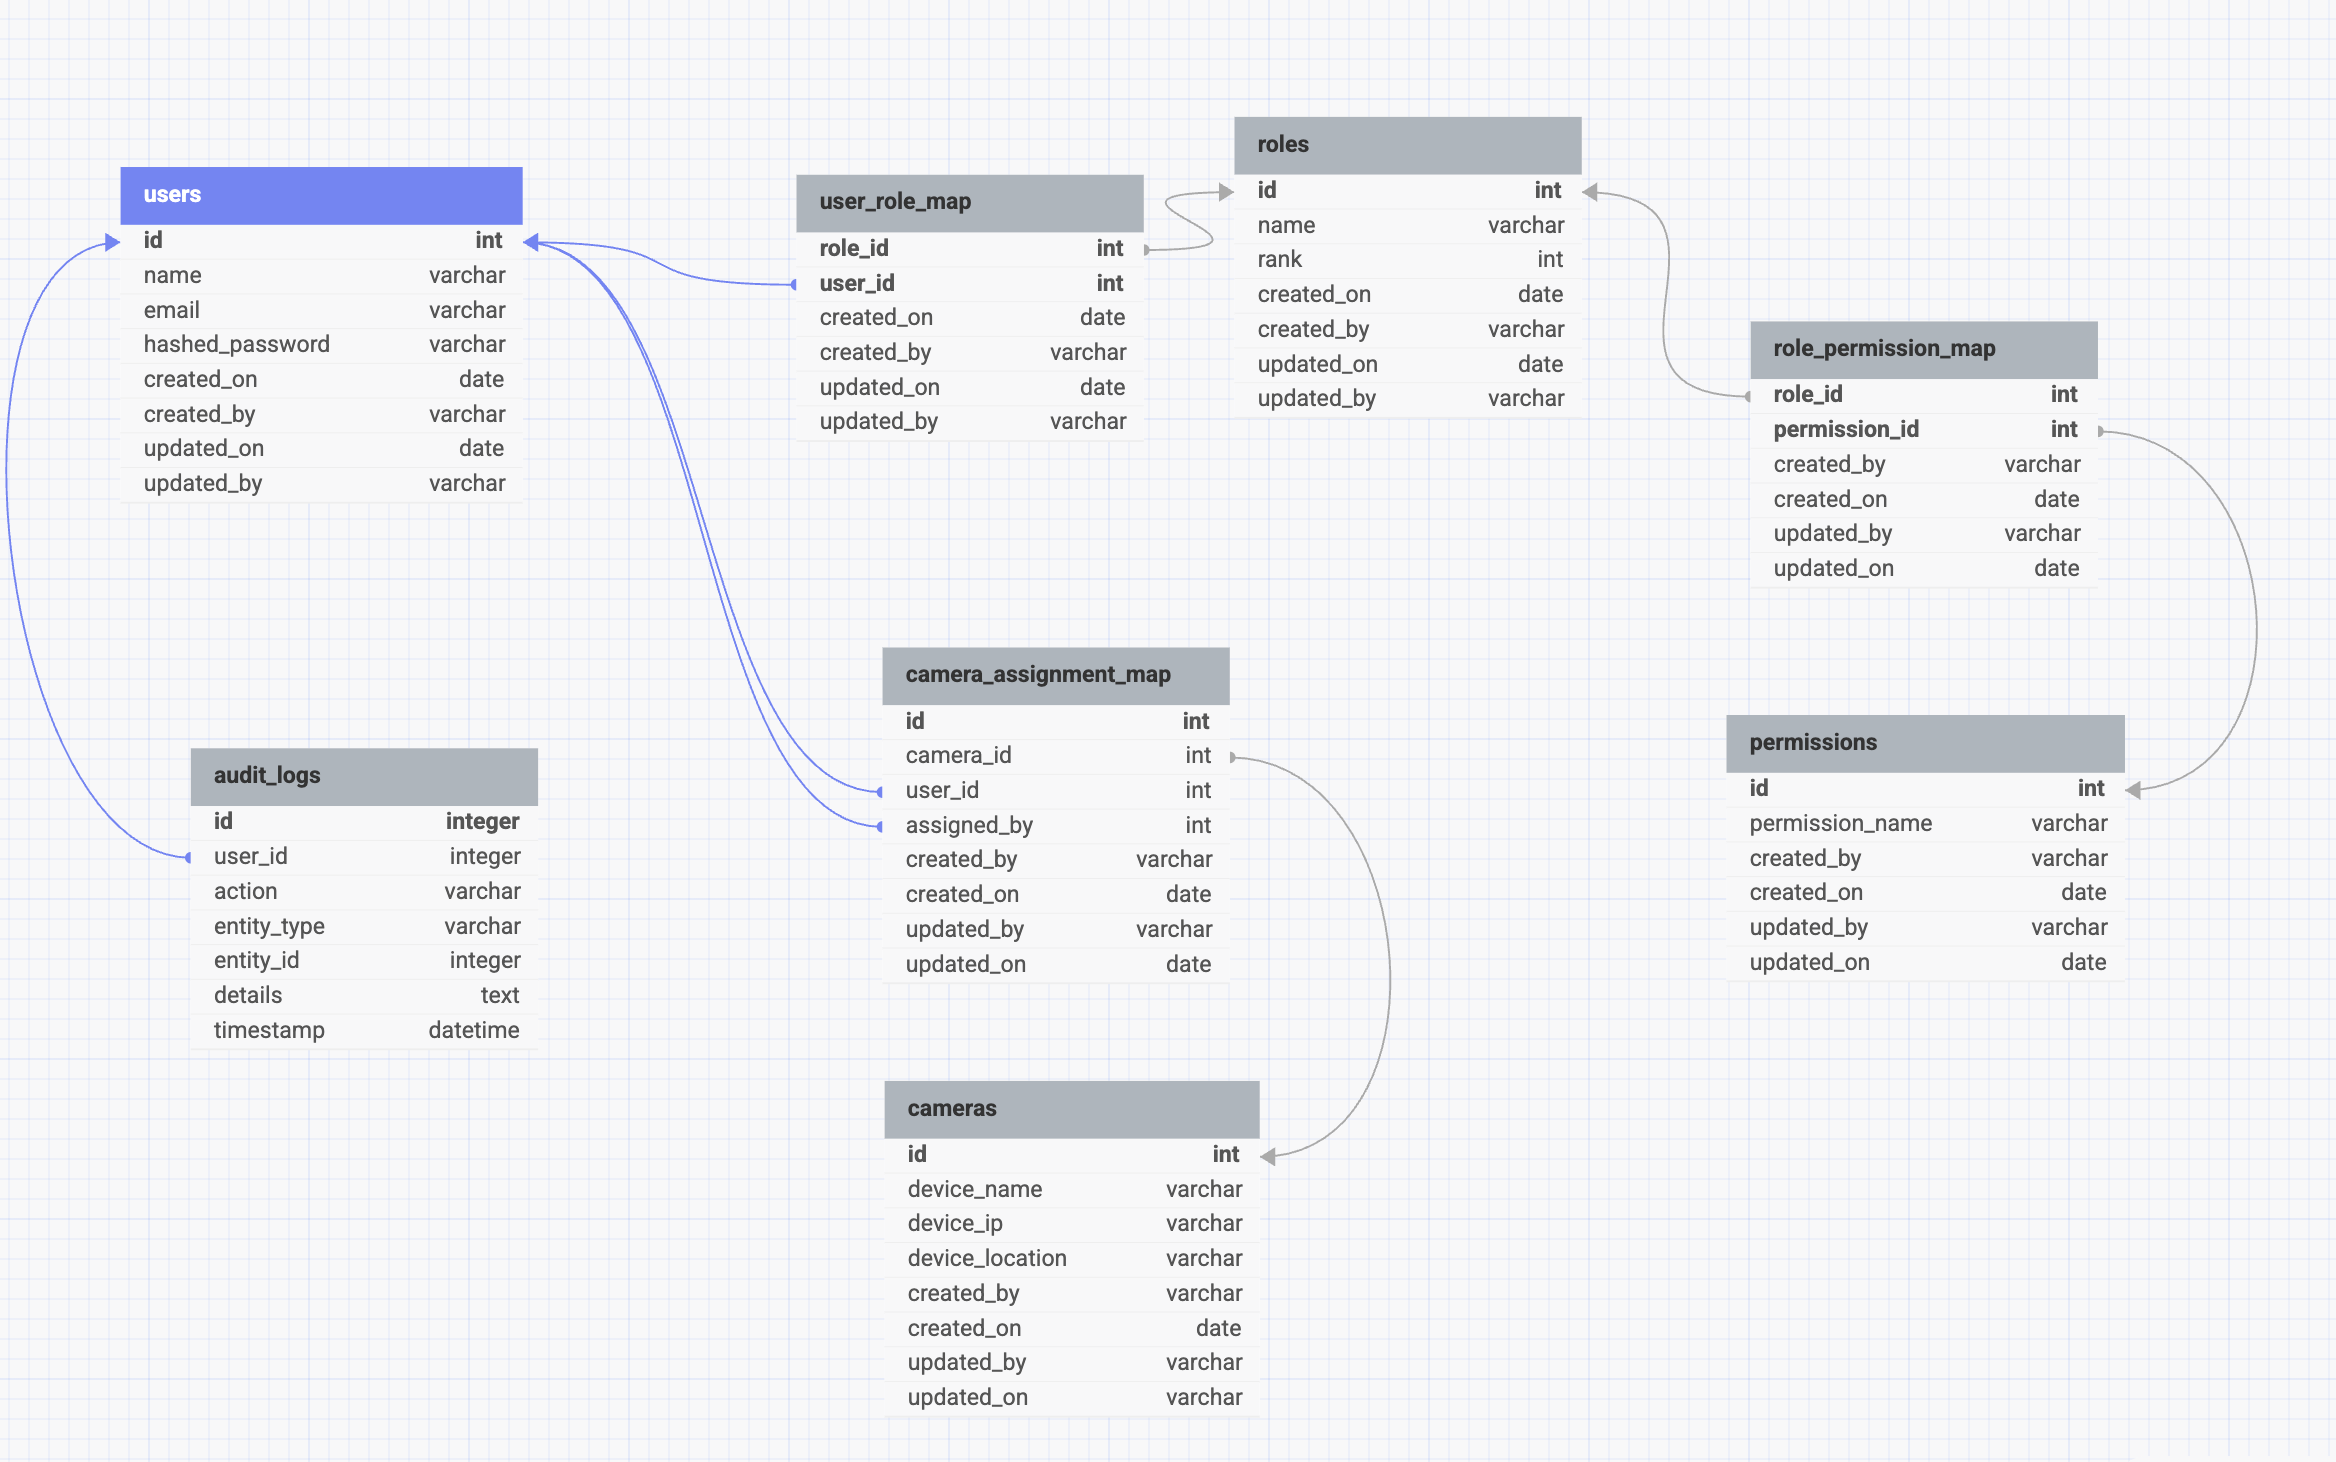 users
id int
name varchar
email varchar
hashed_password varchar
created_on date
created_by varchar
updated_on date
updated_by varchar
user_role_map
role_id int
user_id int
created_on date
created_by varchar
updated_on date
updated_by varchar
roles
id int
name varchar
rank int
created_on date
created_by varchar
updated_on date
updated_by varchar
role_permission_map
role_id int
permission_id int
created_by varchar
created_on date
updated_by varchar
updated_on date
audit_logs
id integer
user_id integer
action varchar
entity_type varchar
entity_id integer
details text
timestamp datetime
camera_assignment_map
id int
camera_id int
user_id int
assigned_by int
created_by varchar
created_on date
updated_by varchar
updated_on date
permissions
id int
permission_name varchar
created_by varchar
created_on date
updated_by varchar
updated_on date
cameras
id int
device_name varchar
device_ip varchar
device_location varchar
created_by varchar
created_on date
updated_by varchar
updated_on varchar